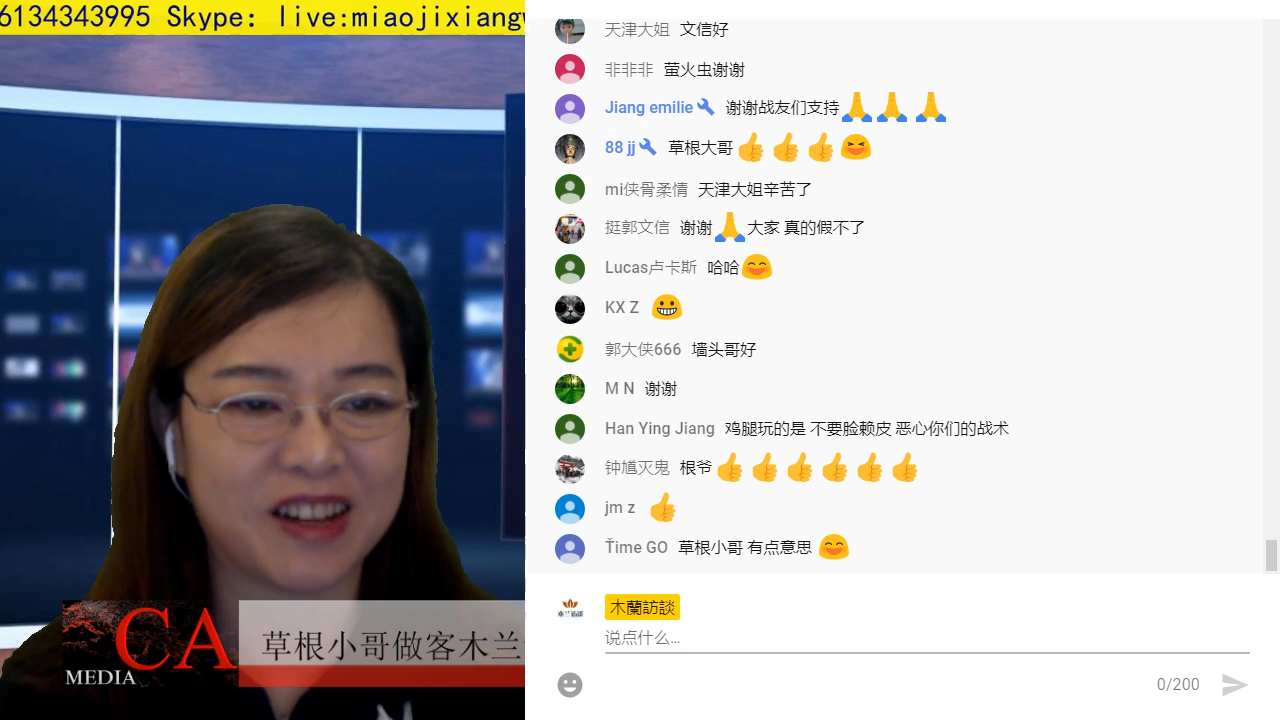 6134343995 Skype: live:miaojixiangw
天津大姐 文信好
非非非 萤火虫谢谢
Jiang emilie 谢谢战友们支持🙏🙏🙏
88 jj 草根大哥👍👍👍😆
mi侠骨柔情 天津大姐辛苦了
挺郭文信 谢谢🙏大家 真的假不了
Lucas卢卡斯 哈哈😄
KX Z 😀
郭大侠666 墙头哥好
M N 谢谢
Han Ying Jiang 鸡腿玩的是 不要脸赖皮 恶心你们的战术
钟馗灭鬼 根爷👍👍👍👍👍👍
jm z 👍
Ťime GO 草根小哥 有点意思 😄
木蘭訪談
说点什么...
0/200
CA
MEDIA
草根小哥做客木兰